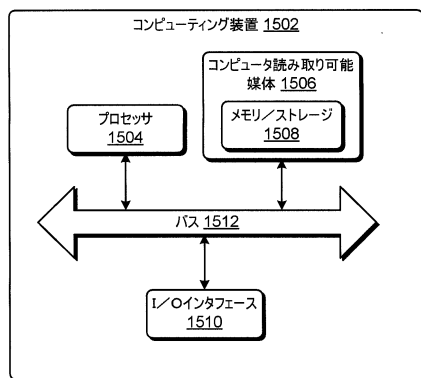 コンピューティング装置 1502
コンピュータ読み取り可能
媒体 1506
プロセッサ
1504
メモリ／ストレージ
1508
バス 1512
I／Oインタフェース
1510